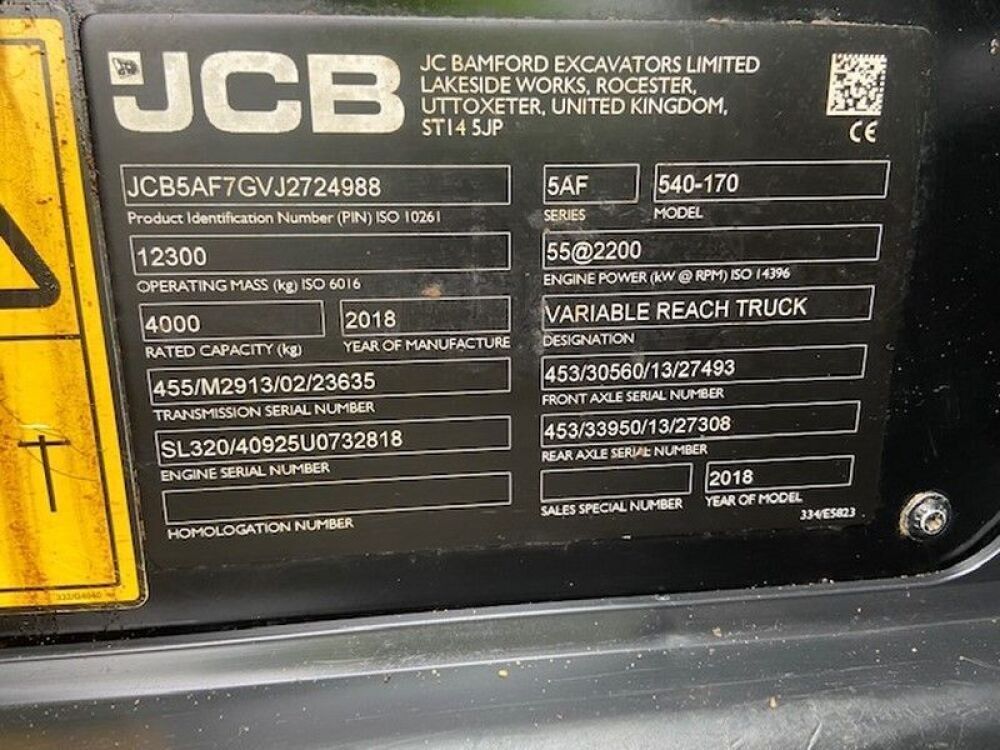 JCB
JC BAMFORD EXCAVATORS LIMITED
LAKESIDE WORKS, ROCESTER,
UTTOXETER, UNITED KINGDOM,
ST14 5JP
CE
JCB5AF7GVJ2724988
Product Identification Number (PIN) ISO 10261
5AF
SERIES
540-170
MODEL
12300
OPERATING MASS (kg) ISO 6016
55@2200
ENGINE POWER (kW @ RPM) ISO 14396
4000
RATED CAPACITY (kg)
2018
YEAR OF MANUFACTURE
VARIABLE REACH TRUCK
DESIGNATION
455/M2913/02/23635
TRANSMISSION SERIAL NUMBER
453/30560/13/27493
FRONT AXLE SERIAL NUMBER
SL320/40925U0732818
ENGINE SERIAL NUMBER
453/33950/13/27308
REAR AXLE SERIAL NUMBER
HOMOLOGATION NUMBER
SALES SPECIAL NUMBER
2018
YEAR OF MODEL
334/E5823